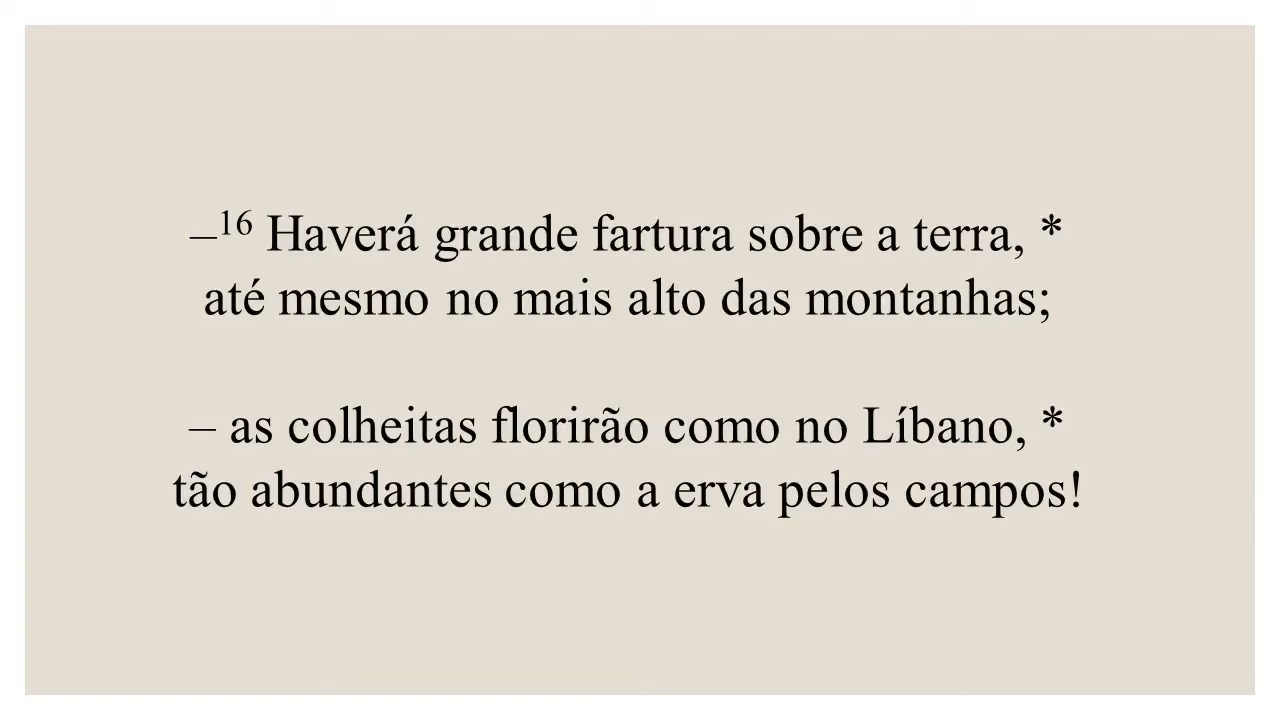 –16 Haverá grande fartura sobre a terra, *
até mesmo no mais alto das montanhas;
– as colheitas florirão como no Líbano, *
tão abundantes como a erva pelos campos!